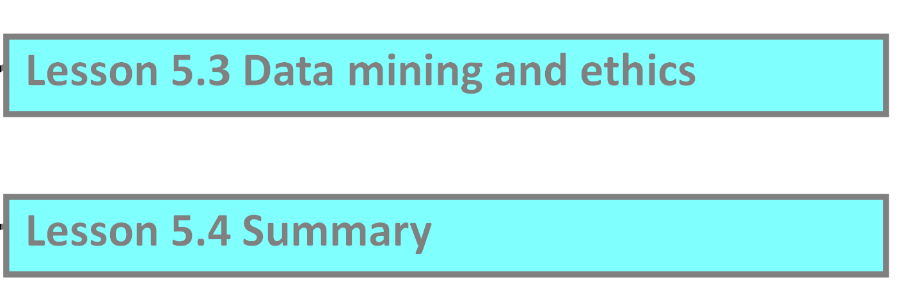 Lesson 5.3 Data mining and ethics
Lesson 5.4 Summary